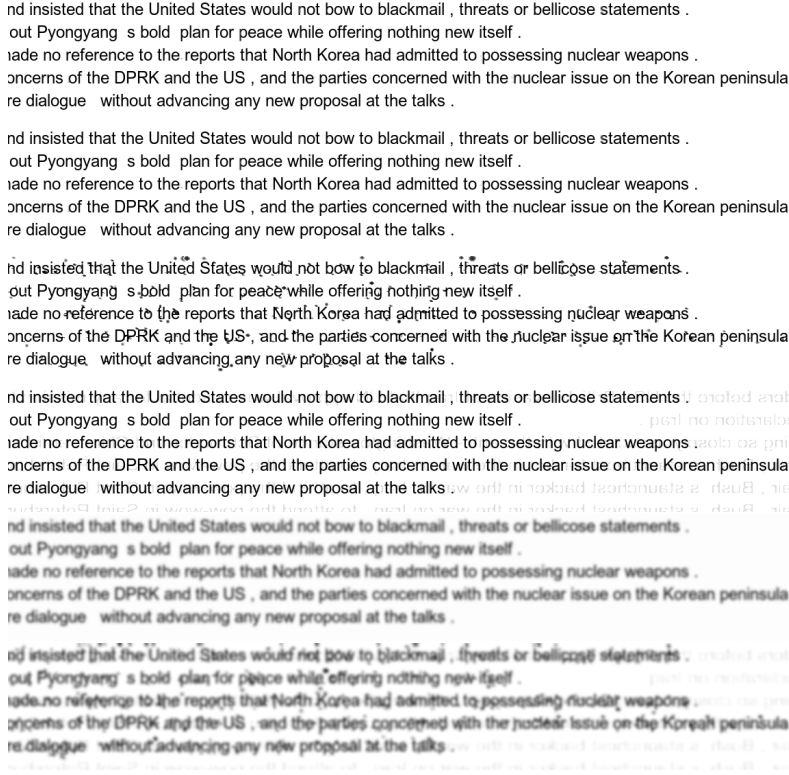 nd insisted that the United States would not bow to blackmail , threats or bellicose statements .
out Pyongyang s bold plan for peace while offering nothing new itself .
ade no reference to the reports that North Korea had admitted to possessing nuclear weapons .
oncerns of the DPRK and the US , and the parties concerned with the nuclear issue on the Korean peninsula
re dialogue without advancing any new proposal at the talks .
nd insisted that the United States would not bow to blackmail , threats or bellicose statements .
out Pyongyang s bold plan for peace while offering nothing new itself .
ade no reference to the reports that North Korea had admitted to possessing nuclear weapons .
oncerns of the DPRK and the US , and the parties concerned with the nuclear issue on the Korean peninsula
re dialogue without advancing any new proposal at the talks .
nd insisted that the United States would not bow to blackmail , threats or bellicose statements .
out Pyongyang s bold plan for peace while offering nothing new itself .
ade no reference to the reports that North Korea had admitted to possessing nuclear weapons .
oncerns of the DPRK and the US , and the parties concerned with the nuclear issue on the Korean peninsula
re dialogue without advancing any new proposal at the talks .
nd insisted that the United States would not bow to blackmail , threats or bellicose statements .
out Pyongyang s bold plan for peace while offering nothing new itself .
ade no reference to the reports that North Korea had admitted to possessing nuclear weapons .
oncerns of the DPRK and the US , and the parties concerned with the nuclear issue on the Korean peninsula
re dialogue without advancing any new proposal at the talks .
nd insisted that the United States would not bow to blackmail , threats or bellicose statements .
out Pyongyang s bold plan for peace while offering nothing new itself .
ade no reference to the reports that North Korea had admitted to possessing nuclear weapons .
oncerns of the DPRK and the US , and the parties concerned with the nuclear issue on the Korean peninsula
re dialogue without advancing any new proposal at the talks .
nd insisted that the United States would not bow to blackmail , threats or bellicose statements .
out Pyongyang s bold plan for peace while offering nothing new itself .
ade no reference to the reports that North Korea had admitted to possessing nuclear weapons .
oncerns of the DPRK and the US , and the parties concerned with the nuclear issue on the Korean peninsula
re dialogue without advancing any new proposal at the talks .